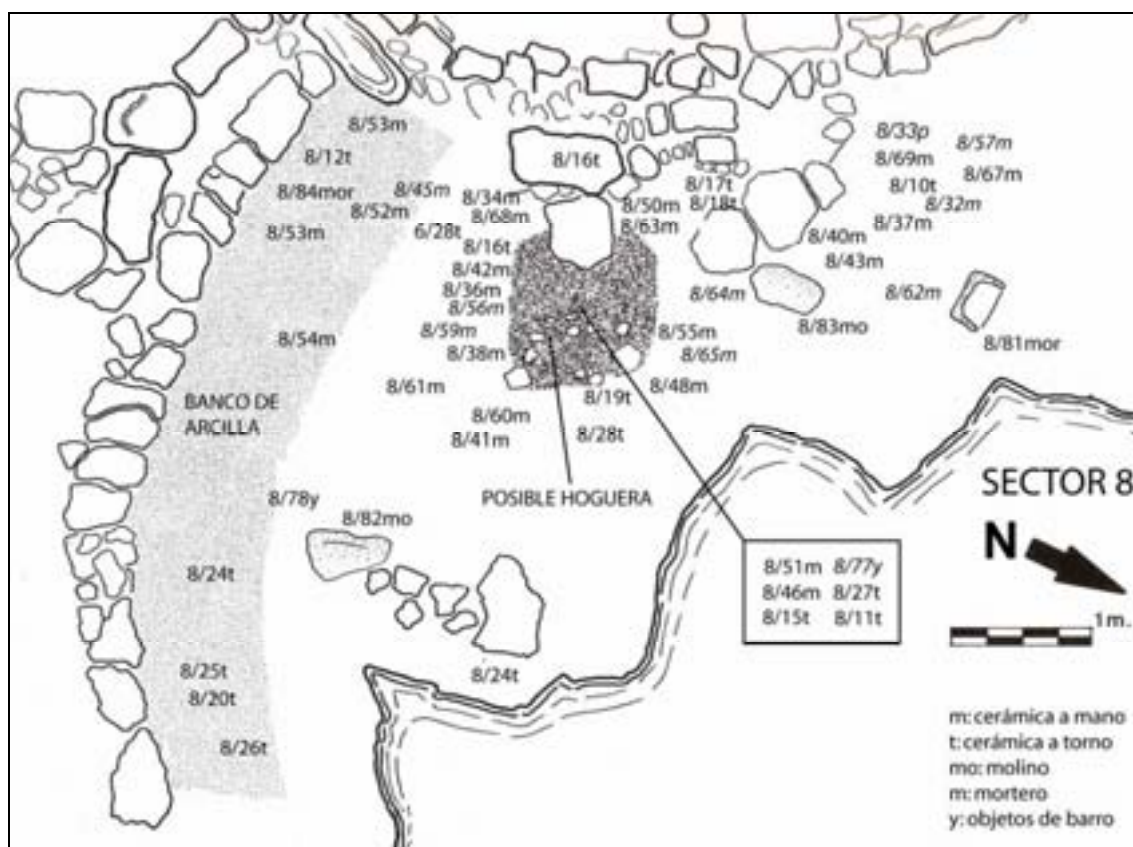 8/53m
8/12t
8/84mor
8/45m
8/52m
8/53m
6/28t
8/34m
8/68m
8/16t
8/16t
8/42m
8/36m
8/56m
8/59m
8/38m
8/61m
8/60m
8/41m
8/54m
BANCO DE
ARCILLA
8/50m
8/63m
8/17t
8/18t
8/64m
8/55m
8/65m
8/48m
8/19t
8/28t
POSIBLE HOGUERA
8/33p
8/57m
8/69m
8/67m
8/10t
8/32m
8/37m
8/40m
8/43m
8/62m
8/83mo
8/81mor
8/78y
8/82mo
8/24t
8/25t
8/20t
8/26t
8/24t
8/51m 8/77y
8/46m 8/27t
8/15t 8/11t
SECTOR 8
N
1m.
m: cerámica a mano
t: cerámica a torno
mo: molino
m: mortero
y: objetos de barro